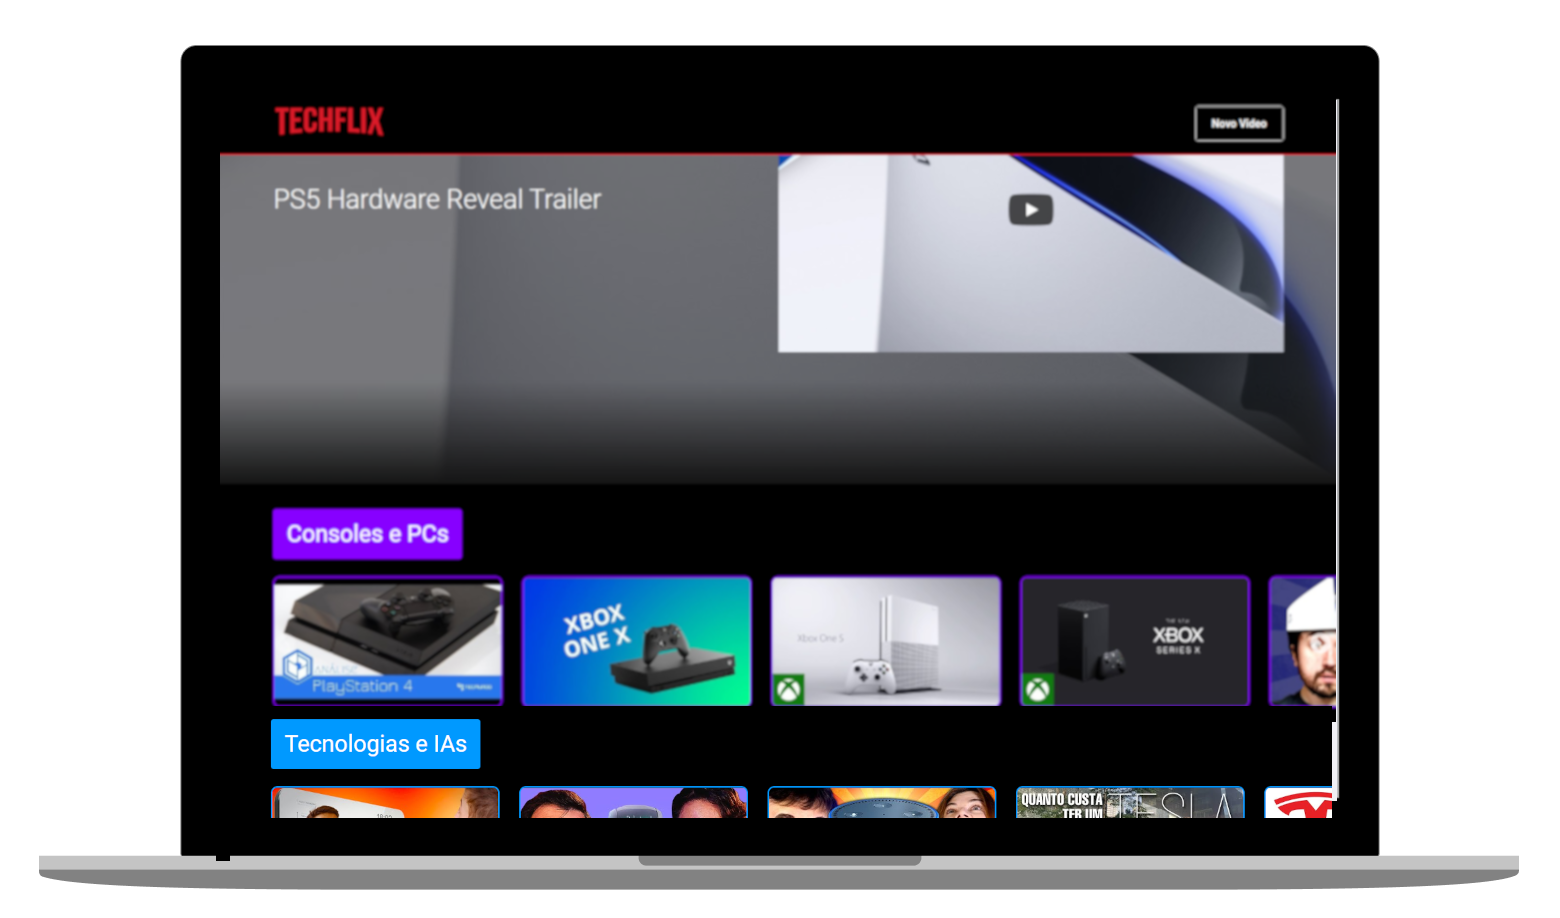 TECHFLIX
Novo Vídeo
PS5 Hardware Reveal Trailer
Consoles e PCs
PlayStation 4
XBOX
ONE X
Xbox One S
XBOX
SERIES X
Tecnologias e IAs
QUANTO CUSTA
TER UM
TESLA